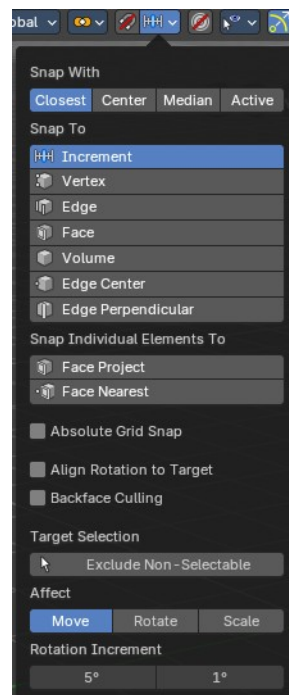 bal
Snap With
Closest Center Median Active
Snap To
Increment
Vertex
Edge
Face
Volume
Edge Center
Edge Perpendicular
Snap Individual Elements To
Face Project
Face Nearest
Absolute Grid Snap
Align Rotation to Target
Backface Culling
Target Selection
Exclude Non-Selectable
Affect
Move Rotate Scale
Rotation Increment
5° 1°